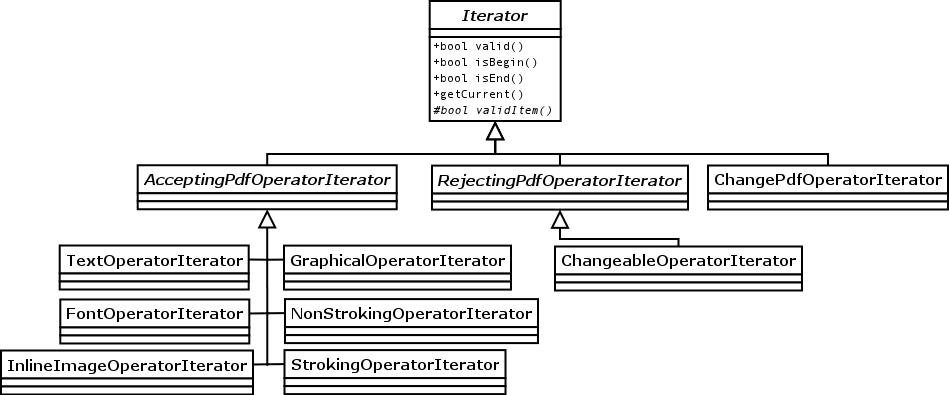 Iterator
+bool valid()
+bool isBegin()
+bool isEnd()
+getCurrent()
#bool validItem()
AcceptingPdfOperatorIterator
RejectingPdfOperatorIterator
ChangePdfOperatorIterator
TextOperatorIterator
GraphicalOperatorIterator
ChangeableOperatorIterator
FontOperatorIterator
NonStrokingOperatorIterator
InlineImageOperatorIterator
StrokingOperatorIterator